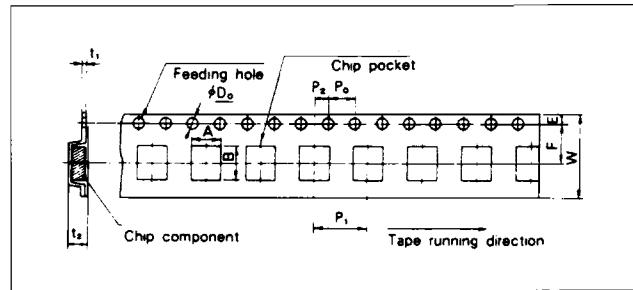 t₁
Feeding hole
Chip pocket
ϕD₀
P₂ P₀
A
B
E
F
W
t₂
Chip component
P₁
Tape running direction